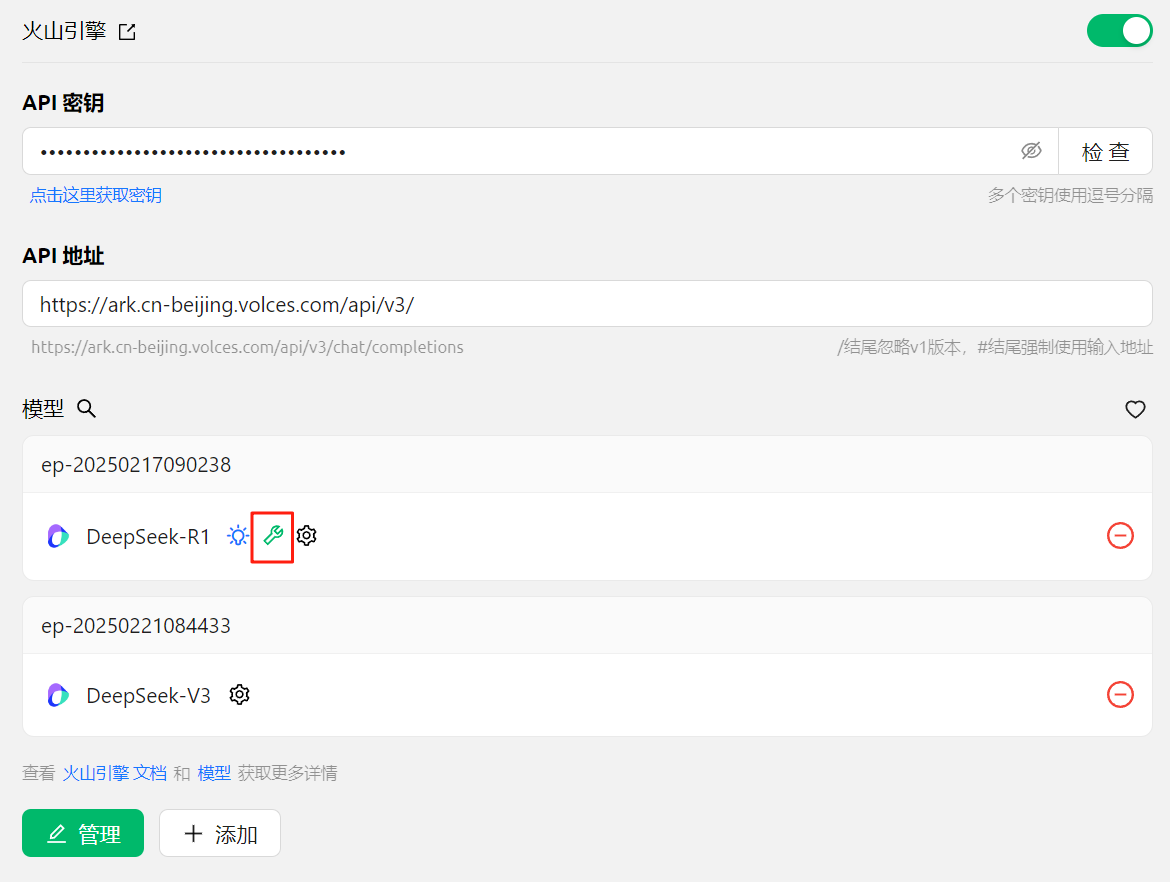 火山引擎
API 密钥
••••••••••••••••••••••••••••••••••••
检 查
点击这里获取密钥
多个密钥使用逗号分隔
API 地址
https://ark.cn-beijing.volces.com/api/v3/
https://ark.cn-beijing.volces.com/api/v3/chat/completions
/结尾忽略v1版本，#结尾强制使用输入地址
模型
ep-20250217090238
DeepSeek-R1
ep-20250221084433
DeepSeek-V3
查看 火山引擎 文档 和 模型 获取更多详情
管理
添加